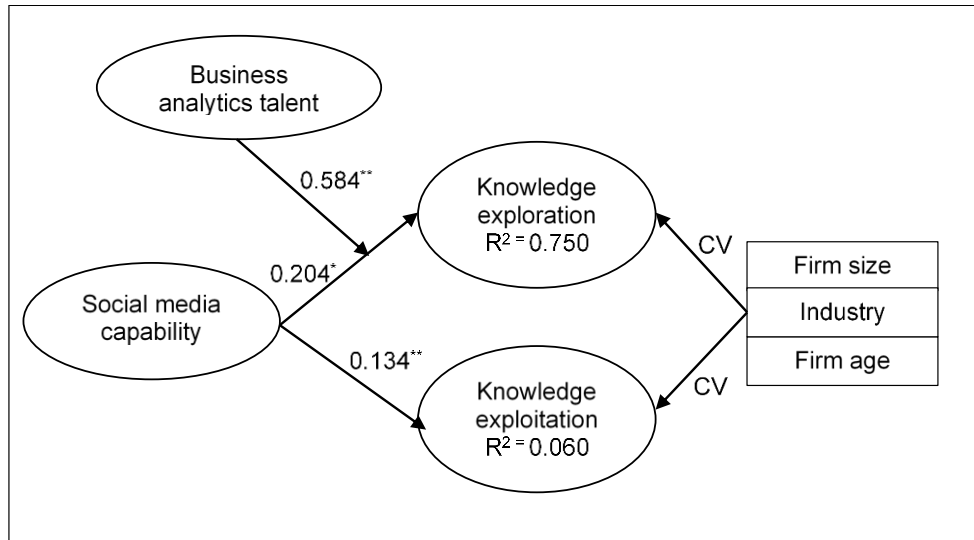 Business
analytics talent
0.584**
Knowledge
exploration
R² = 0.750
CV
Firm size
0.204*
Social media
capability
Industry
0.134**
Firm age
Knowledge
exploitation
R² = 0.060
CV